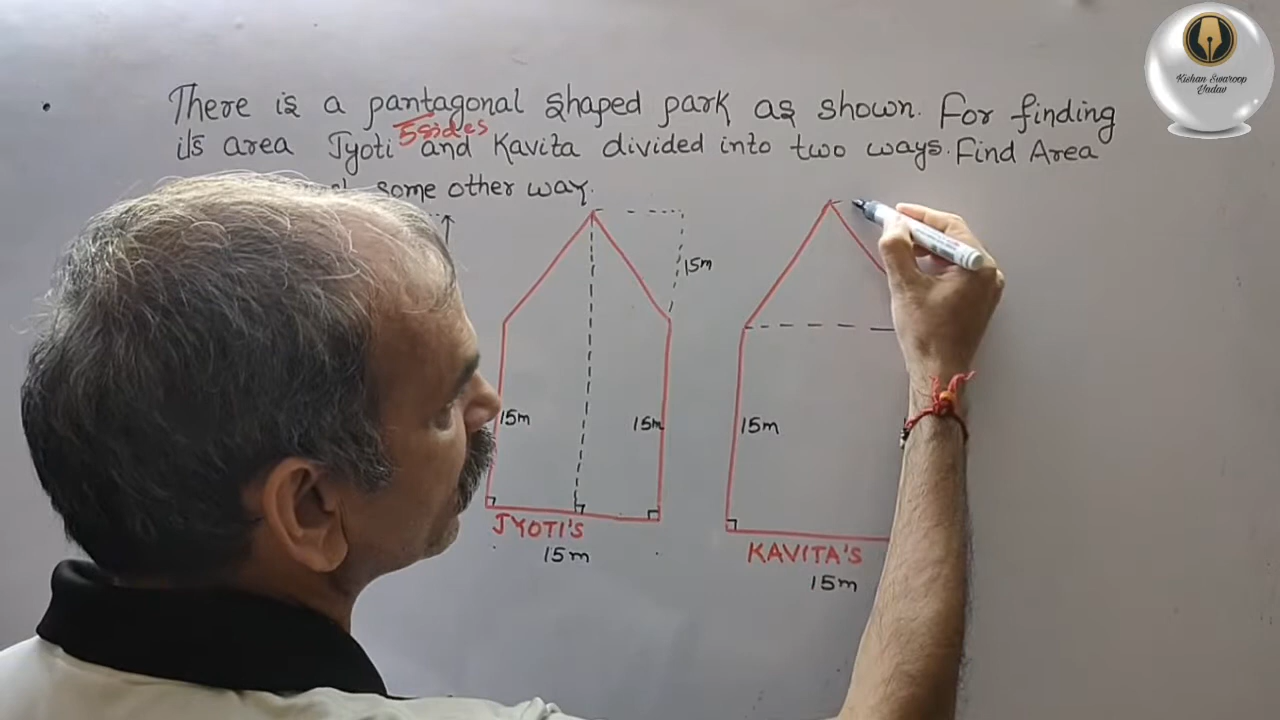 There is a pantagonal shaped park as shown. For finding
5 sides
it's area Jyoti and Kavita divided into two ways. Find Area
some other way.
15m
15m
15m
15m
JYOTI'S
KAVITA'S
15m
15m
Kishan Swaroop
Yadav